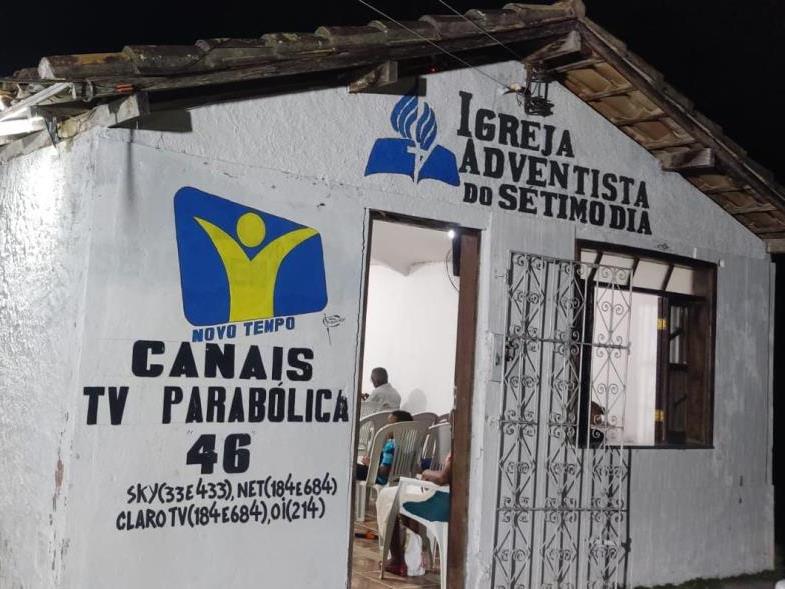 IGREJA
ADVENTISTA
DO SÉTIMO DIA
NOVO TEMPO
CANAIS
TV PARABÓLICA
46
SKY(33E433), NET(184E684)
CLARO TV(184E684), OI(214)